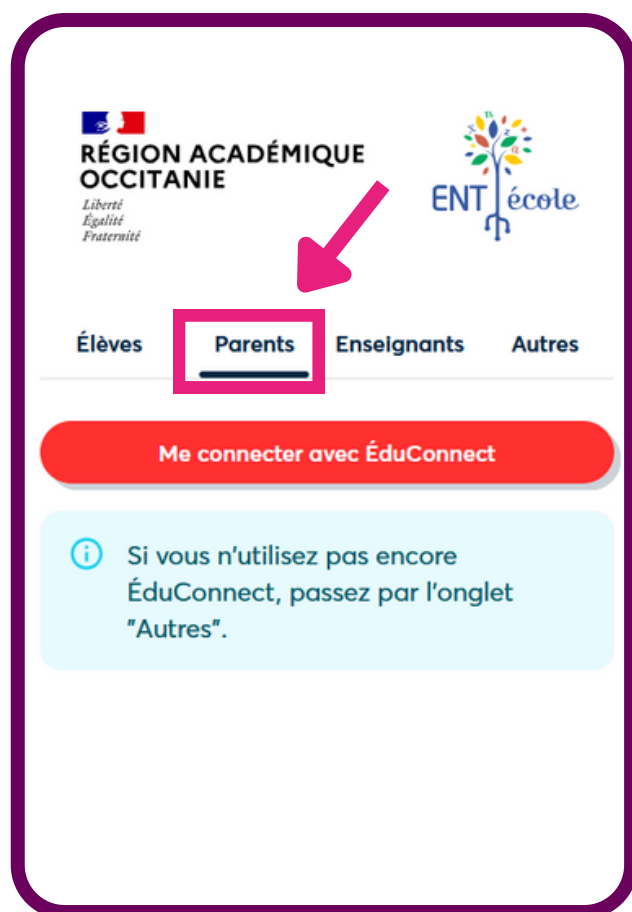 RÉGION ACADÉMIQUE
OCCITANIE
Liberté
Égalité
Fraternité
ENT école
Élèves Parents Enseignants Autres
Me connecter avec ÉduConnect
Si vous n'utilisez pas encore
ÉduConnect, passez par l'onglet
"Autres".